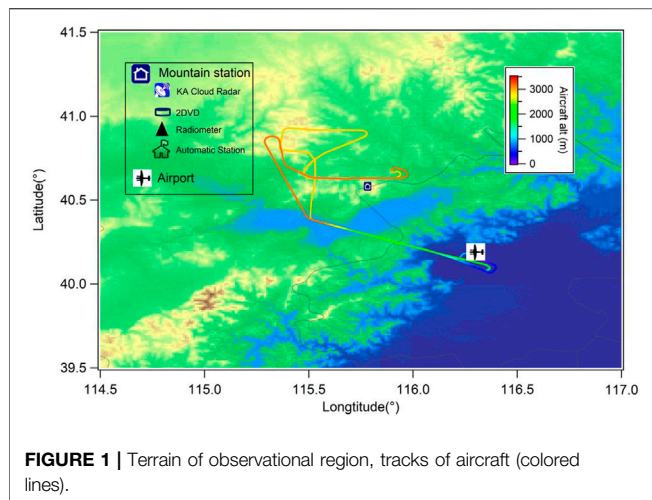 41.5
41.0
40.5
40.0
39.5
Latitude(°)
Mountain station
KA Cloud Radar
2DVD
Radiometer
Automatic Station
Airport
3000
2000
1000
0
Aircraft alt (m)
114.5 115.0 115.5 116.0 116.5 117.0
Longtitude(°)
FIGURE 1 | Terrain of observational region, tracks of aircraft (colored
lines).